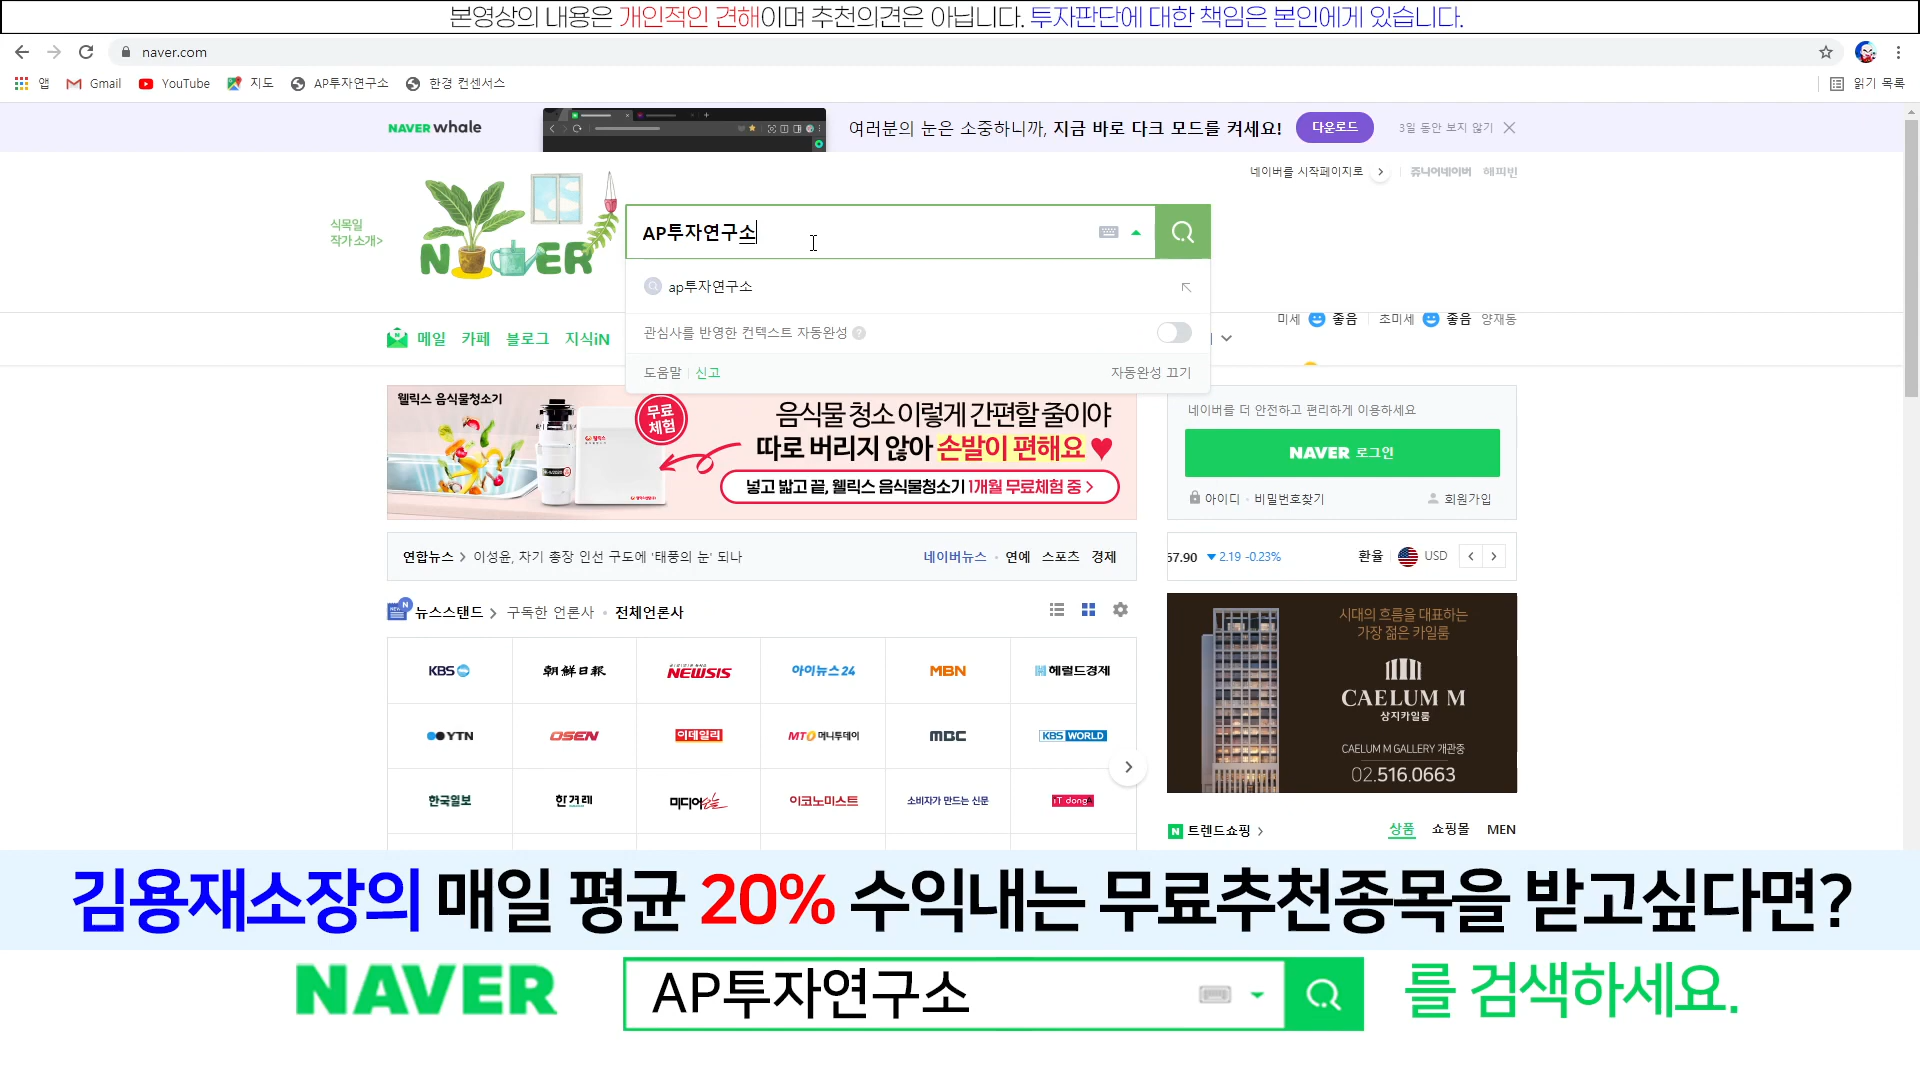 본영상의 내용은 개인적인 견해이며 추천의견은 아닙니다. 투자판단에 대한 책임은 본인에게 있습니다.
naver.com
앱 Gmail YouTube 지도 AP투자연구소 한경 컨센서스 읽기 목록
NAVER whale 여러분의 눈은 소중하니까, 지금 바로 다크 모드를 켜세요! 다운로드 3일 동안 보지 않기
네이버를 시작페이지로 쥬니어네이버 해피빈
식목일
작가 소개>
NAVER
AP투자연구소
ap투자연구소
관심사를 반영한 컨텍스트 자동완성 ?
도움말 신고 자동완성 끄기
미세 좋음 초미세 좋음 양재동
메일 카페 블로그 지식iN
웰릭스 음식물청소기
무료
체험
음식물 청소 이렇게 간편할 줄이야
따로 버리지 않아 손발이 편해요
넣고 밟고 끝, 웰릭스 음식물청소기 1개월 무료체험 중 >
네이버를 더 안전하고 편리하게 이용하세요
NAVER 로그인
아이디 · 비밀번호찾기 회원가입
연합뉴스 > 이성윤, 차기 총장 인선 구도에 '태풍의 눈' 되나 네이버뉴스 · 연예 스포츠 경제
57.90 ▼2.19 -0.23% 환율 USD
뉴스스탠드 > 구독한 언론사 · 전체언론사
KBS 朝鮮日報 NEWSIS 아이뉴스24 MBN 헤럴드경제
YTN OSEN 이데일리 MTO 머니투데이 MBC KBS WORLD
한국일보 한겨레 미디어오늘 이코노미스트 소비자가 만드는 신문 iT dongA
시대의 흐름을 대표하는
가장 젊은 카일룸
CAELUM M
상지카일룸
CAELUM M GALLERY 개관중
02.516.0663
N 트렌드쇼핑 > 상품 쇼핑몰 MEN
김용재소장의 매일 평균 20% 수익내는 무료추천종목을 받고싶다면?
NAVER AP투자연구소 를 검색하세요.